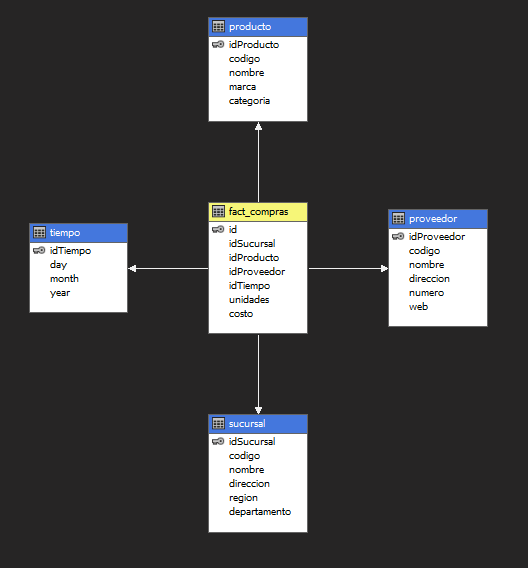 producto
idProducto
codigo
nombre
marca
categoria
tiempo
idTiempo
day
month
year
fact_compras
id
idSucursal
idProducto
idProveedor
idTiempo
unidades
costo
proveedor
idProveedor
codigo
nombre
direccion
numero
web
sucursal
idSucursal
codigo
nombre
direccion
region
departamento